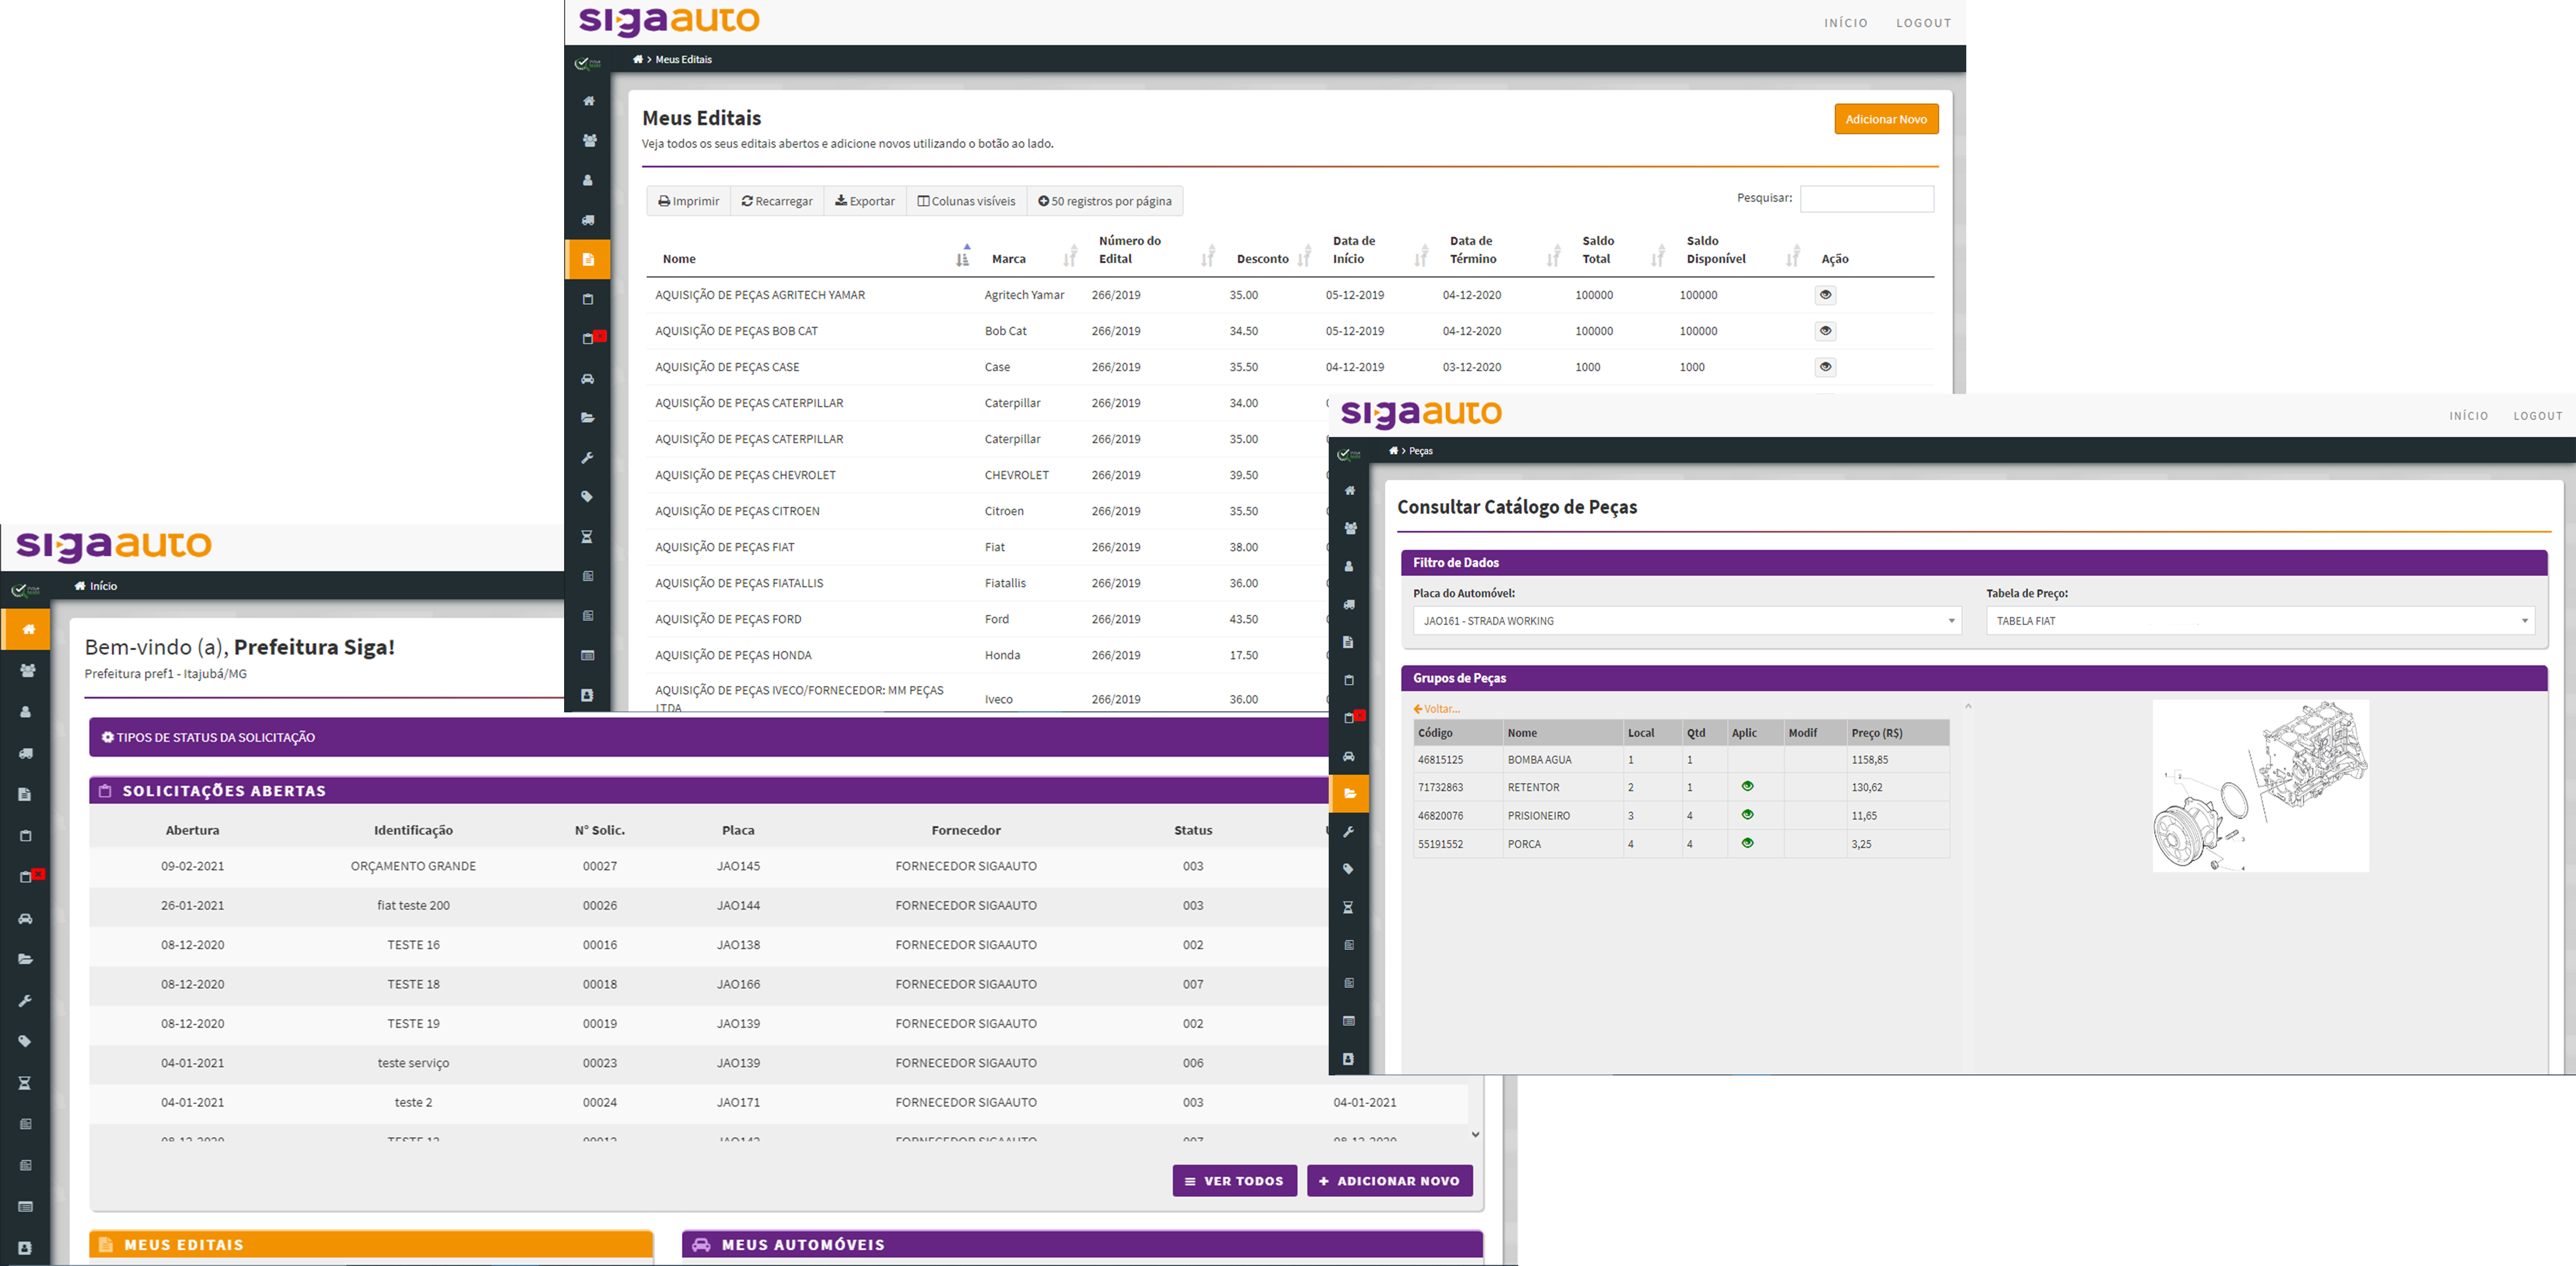 sigaauto
INÍCIO LOGOUT
> Meus Editais
Meus Editais
Adicionar Novo
Veja todos os seus editais abertos e adicione novos utilizando o botão ao lado.
Imprimir Recarregar Exportar Colunas visíveis 50 registros por página
Pesquisar:
Nome Marca Número do Edital Desconto Data de Início Data de Término Saldo Total Saldo Disponível Ação
AQUISIÇÃO DE PEÇAS AGRITECH YAMAR Agritech Yamar 266/2019 35.00 05-12-2019 04-12-2020 100000 100000
AQUISIÇÃO DE PEÇAS BOB CAT Bob Cat 266/2019 34.50 05-12-2019 04-12-2020 100000 100000
AQUISIÇÃO DE PEÇAS CASE Case 266/2019 35.50 04-12-2019 03-12-2020 1000 1000
AQUISIÇÃO DE PEÇAS CATERPILLAR Caterpillar 266/2019 34.00
AQUISIÇÃO DE PEÇAS CATERPILLAR Caterpillar 266/2019 35.00
AQUISIÇÃO DE PEÇAS CHEVROLET CHEVROLET 266/2019 39.50
AQUISIÇÃO DE PEÇAS CITROEN Citroen 266/2019 35.50
AQUISIÇÃO DE PEÇAS FIAT Fiat 266/2019 38.00
AQUISIÇÃO DE PEÇAS FIATALLIS Fiatallis 266/2019 36.00
AQUISIÇÃO DE PEÇAS FORD Ford 266/2019 43.50
AQUISIÇÃO DE PEÇAS HONDA Honda 266/2019 17.50
AQUISIÇÃO DE PEÇAS IVECO/FORNECEDOR: MM PEÇAS
LTDA Iveco 266/2019 36.00
sigaauto
INÍCIO LOGOUT
> Peças
Consultar Catálogo de Peças
Filtro de Dados
Placa do Automóvel: Tabela de Preço:
JAO161 - STRADA WORKING TABELA FIAT
Grupos de Peças
Voltar...
Código Nome Local Qtd Aplic Modif Preço (R$)
46815125 BOMBA AGUA 1 1 1158,85
71732863 RETENTOR 2 1 130,62
46820076 PRISIONEIRO 3 4 11,65
55191552 PORCA 4 4 3,25
1
2
3
4
sigaauto
Início
Bem-vindo (a), Prefeitura Siga!
Prefeitura pref1 - Itajubá/MG
TIPOS DE STATUS DA SOLICITAÇÃO
SOLICITAÇÕES ABERTAS
Abertura Identificação N° Solic. Placa Fornecedor Status
09-02-2021 ORÇAMENTO GRANDE 00027 JAO145 FORNECEDOR SIGAAUTO 003
26-01-2021 fiat teste 200 00026 JAO144 FORNECEDOR SIGAAUTO 003
08-12-2020 TESTE 16 00016 JAO138 FORNECEDOR SIGAAUTO 002
08-12-2020 TESTE 18 00018 JAO166 FORNECEDOR SIGAAUTO 007
08-12-2020 TESTE 19 00019 JAO139 FORNECEDOR SIGAAUTO 002
04-01-2021 teste serviço 00023 JAO139 FORNECEDOR SIGAAUTO 006
04-01-2021 teste 2 00024 JAO171 FORNECEDOR SIGAAUTO 003 04-01-2021
VER TODOS ADICIONAR NOVO
MEUS EDITAIS MEUS AUTOMÓVEIS